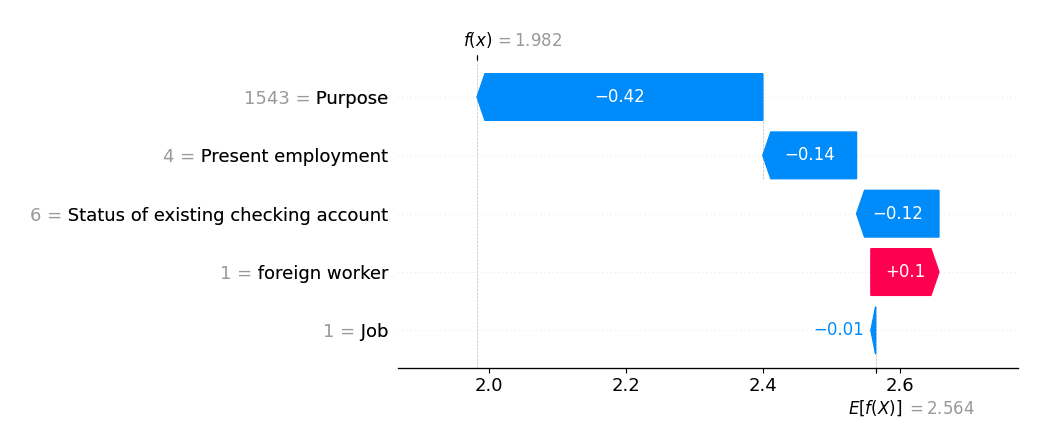 f(x) = 1.982
1543 = Purpose
−0.42
4 = Present employment
−0.14
6 = Status of existing checking account
−0.12
1 = foreign worker
+0.1
1 = Job
−0.01
2.0 2.2 2.4 2.6
E[f(X)] = 2.564